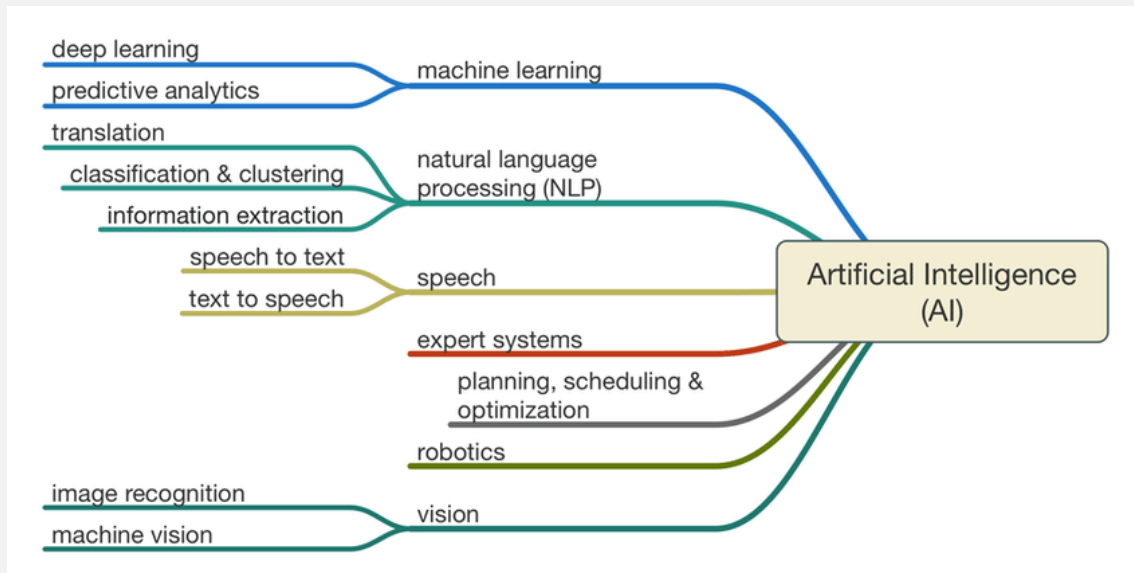 deep learning
predictive analytics
machine learning
translation
classification & clustering
information extraction
natural language
processing (NLP)
speech to text
text to speech
speech
expert systems
planning, scheduling &
optimization
robotics
image recognition
machine vision
vision
Artificial Intelligence
(AI)